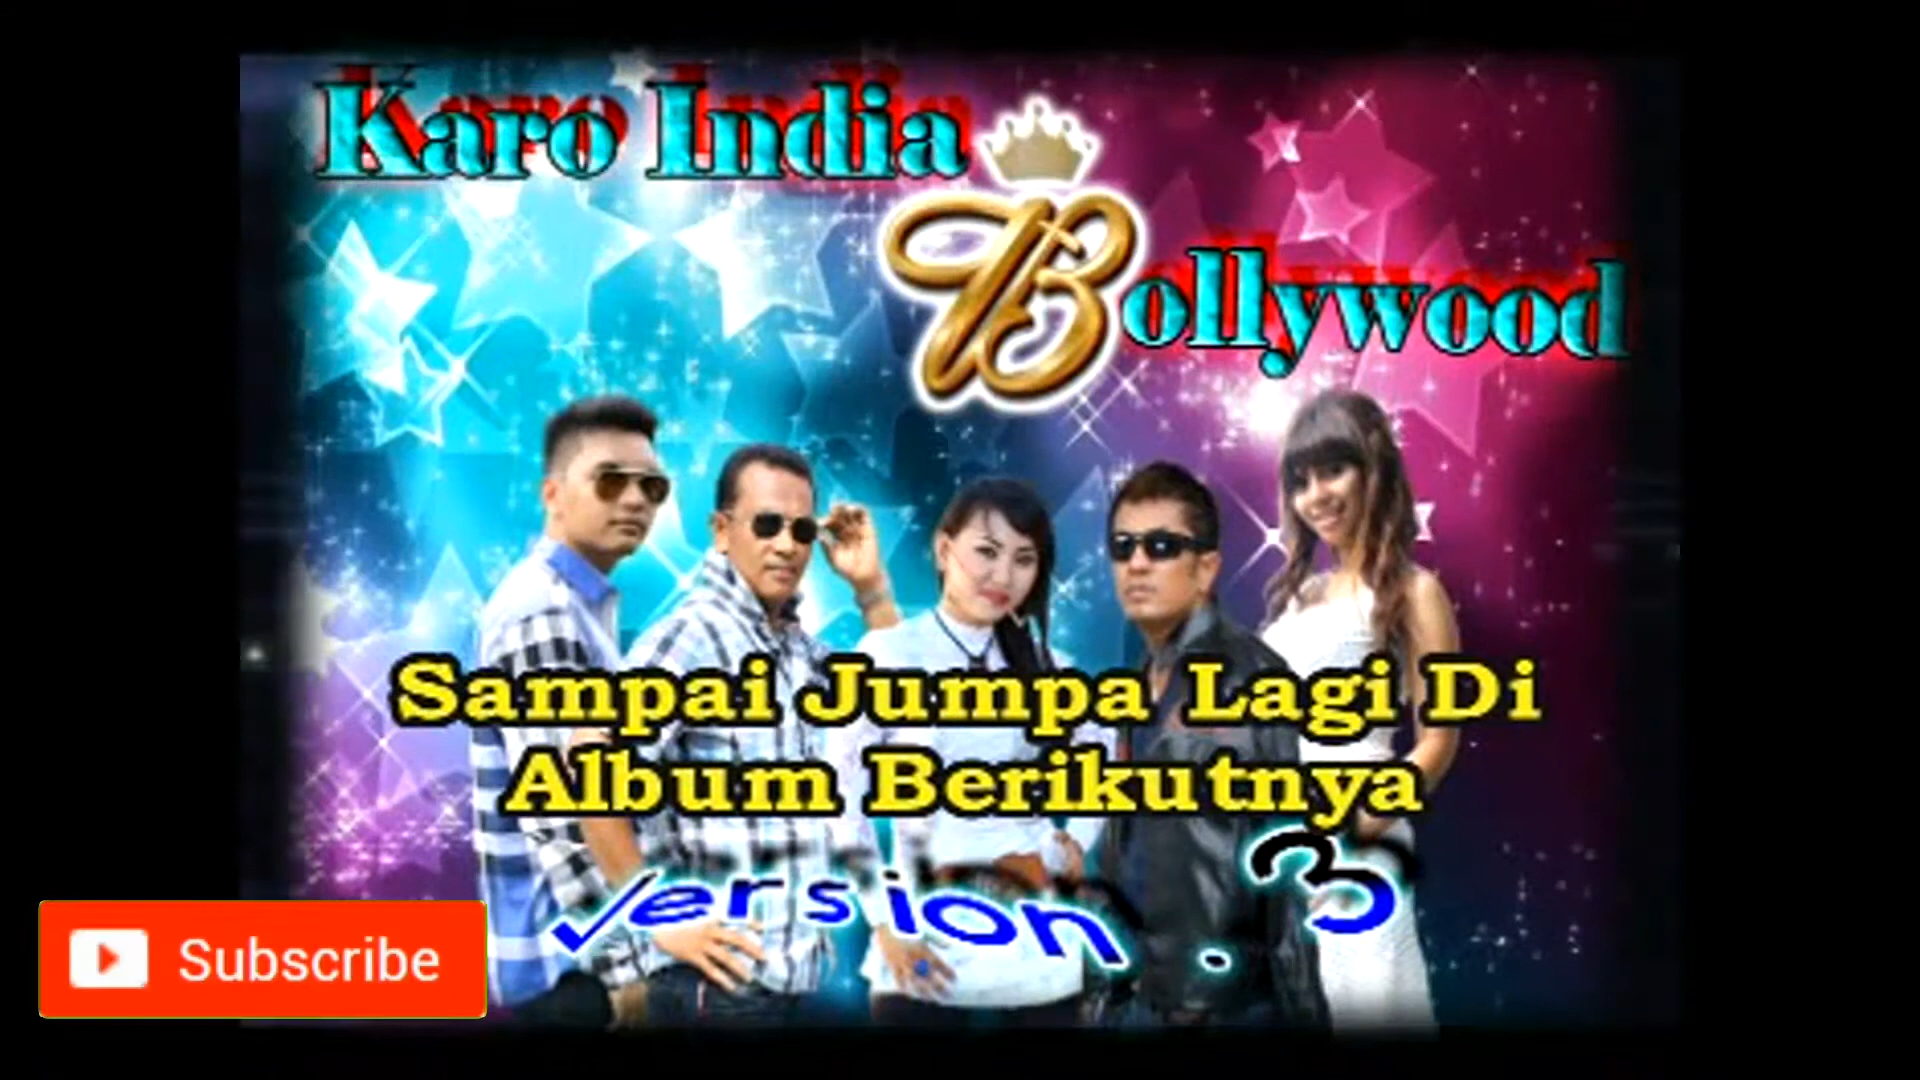 Karo India
Bollywood
Sampai Jumpa Lagi Di
Album Berikutnya
Version . 3
Subscribe